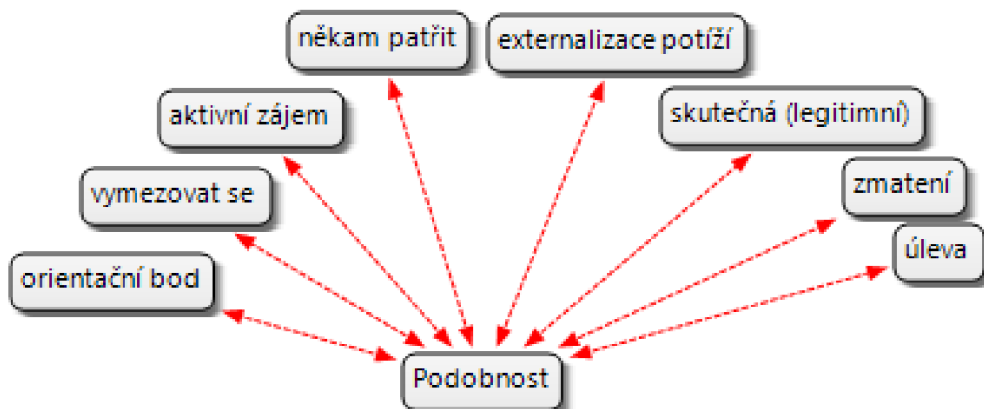 někam patřit
externalizace potíží
aktivní zájem
skutečná (legitimní)
vymezovat se
zmatení
orientační bod
úleva
Podobnost